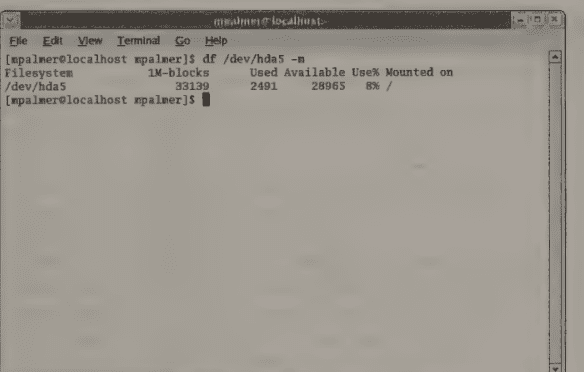 mpalmer@localhost:~
File Edit View Terminal Go Help
[mpalmer@localhost mpalmer]$ df /dev/hda5 -m
Filesystem 1M-blocks Used Available Use% Mounted on
/dev/hda5 33139 2491 28965 8% /
[mpalmer@localhost mpalmer]$